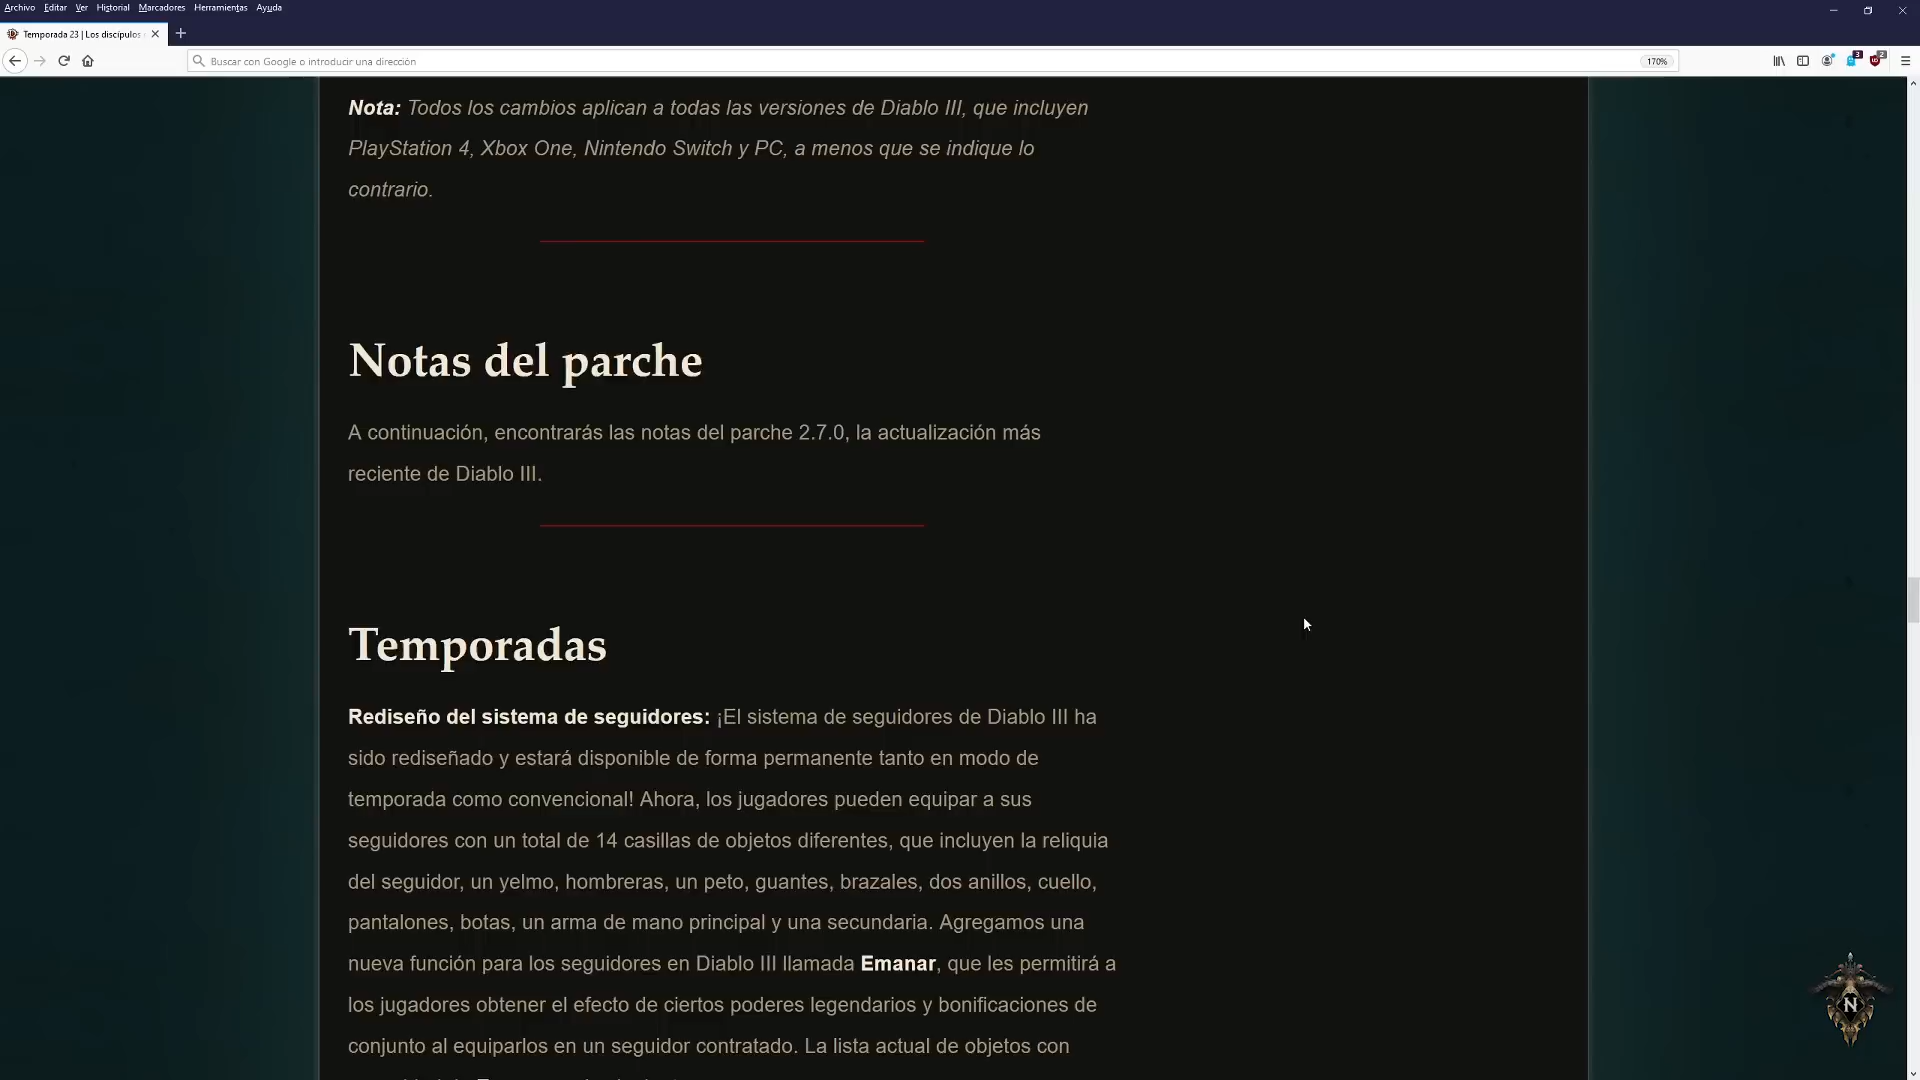 Archivo Editar Ver Historial Marcadores Herramientas Ayuda
Temporada 23 | Los discípulos
Buscar con Google o introducir una dirección
170%
3
2
Nota: Todos los cambios aplican a todas las versiones de Diablo III, que incluyen
PlayStation 4, Xbox One, Nintendo Switch y PC, a menos que se indique lo
contrario.
Notas del parche
A continuación, encontrarás las notas del parche 2.7.0, la actualización más
reciente de Diablo III.
Temporadas
Rediseño del sistema de seguidores: ¡El sistema de seguidores de Diablo III ha
sido rediseñado y estará disponible de forma permanente tanto en modo de
temporada como convencional! Ahora, los jugadores pueden equipar a sus
seguidores con un total de 14 casillas de objetos diferentes, que incluyen la reliquia
del seguidor, un yelmo, hombreras, un peto, guantes, brazales, dos anillos, cuello,
pantalones, botas, un arma de mano principal y una secundaria. Agregamos una
nueva función para los seguidores en Diablo III llamada Emanar, que les permitirá a
los jugadores obtener el efecto de ciertos poderes legendarios y bonificaciones de
conjunto al equiparlos en un seguidor contratado. La lista actual de objetos con
N